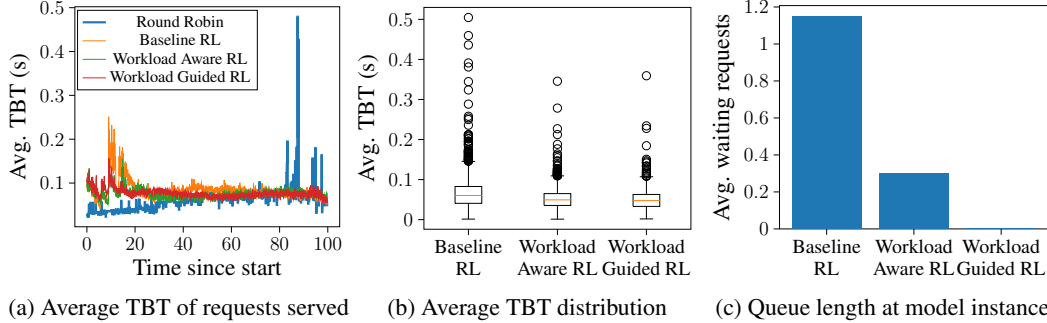 0.5
0.4
0.3
0.2
0.1
Avg. TBT (s)
Round Robin
Baseline RL
Workload Aware RL
Workload Guided RL
0 20 40 60 80 100
Time since start
(a) Average TBT of requests served
0.5
0.4
0.3
0.2
0.1
0
Avg. TBT (s)
Baseline RL
Workload Aware RL
Workload Guided RL
(b) Average TBT distribution
1.2
1.0
0.8
0.6
0.4
0.2
0
Avg. waiting requests
Baseline RL
Workload Aware RL
Workload Guided RL
(c) Queue length at model instance